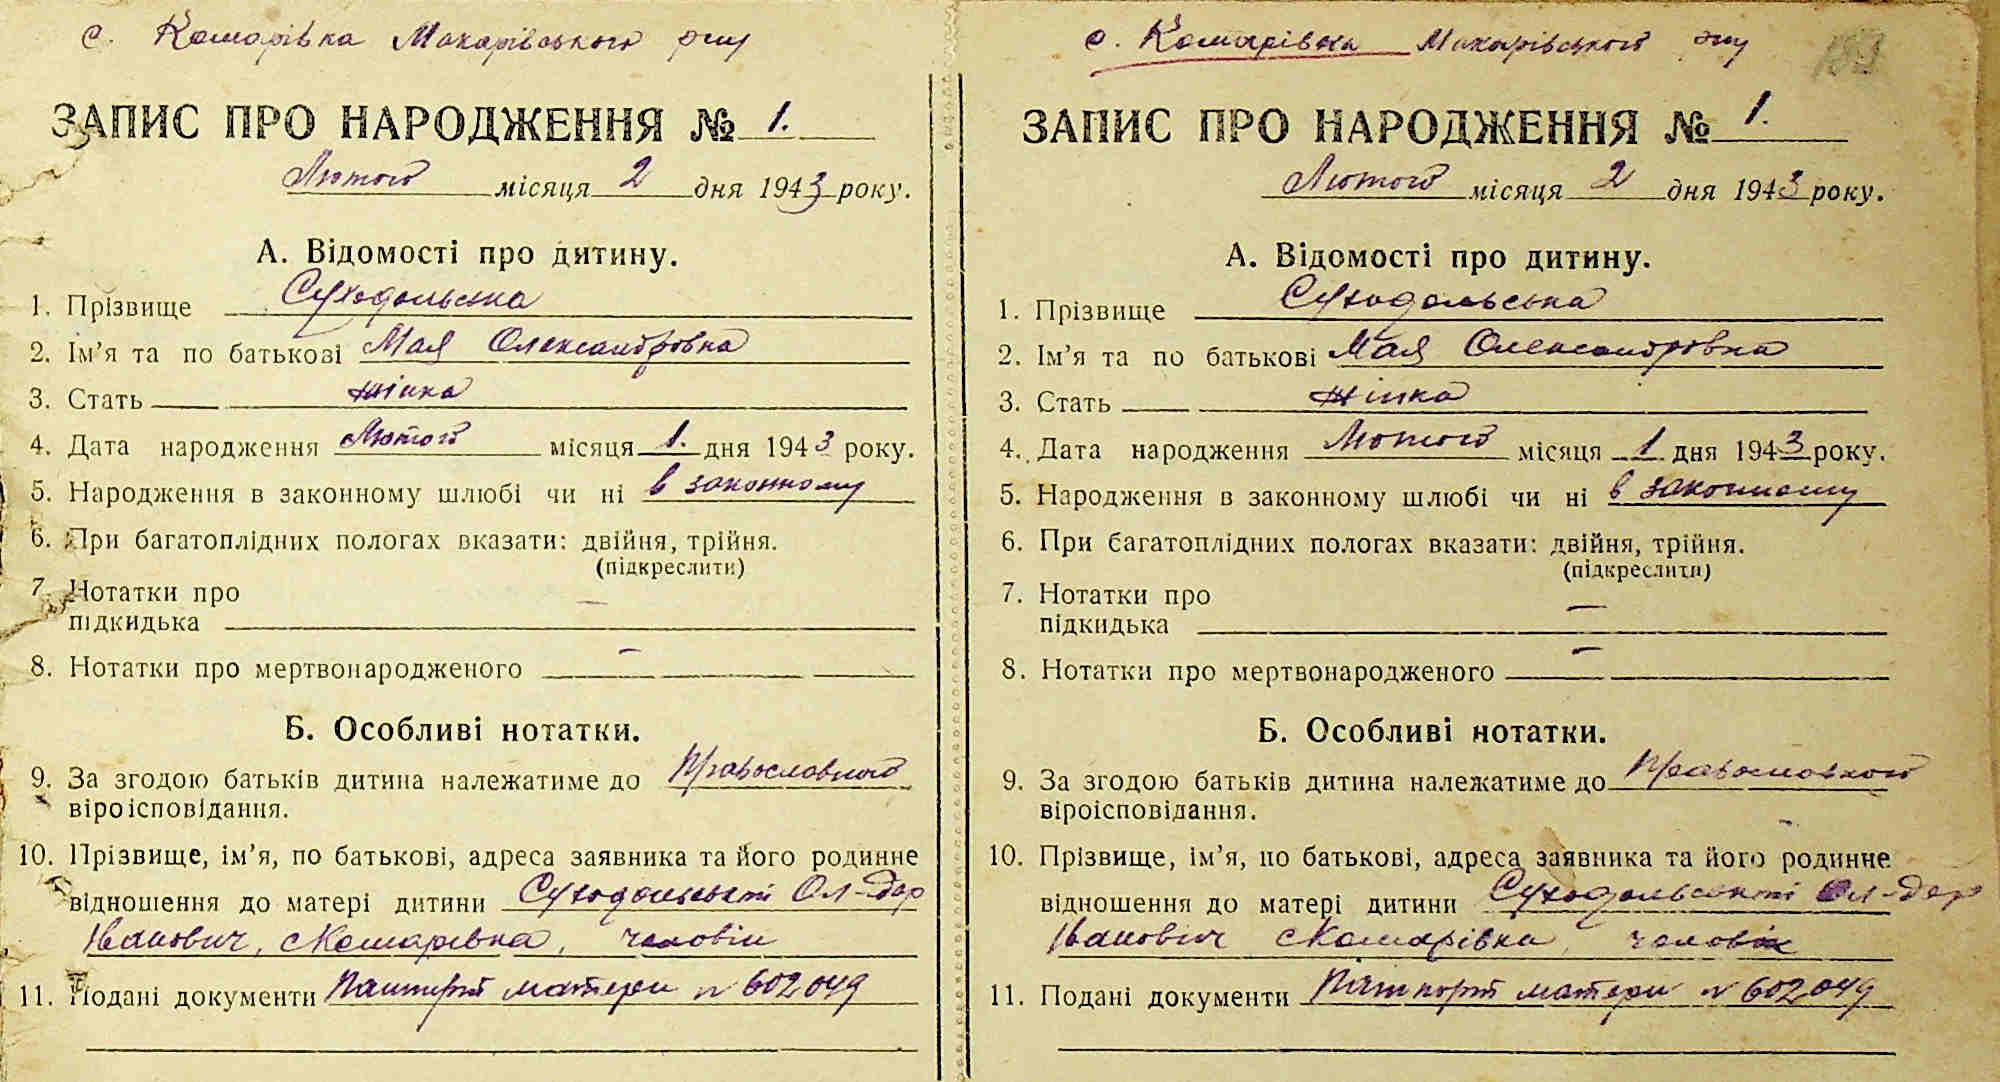 с. Комарівка Макарівського р-ну
ЗАПИС ПРО НАРОДЖЕННЯ № 1.
Лютого місяця 2 дня 1943 року.
А. Відомості про дитину.
1. Прізвище Суходольська
2. Ім’я та по батькові Мая Олександровна
3. Стать жінка
4. Дата народження Лютого місяця 1. дня 1943 року.
5. Народження в законному шлюбі чи ні в законному
6. При багатоплідних пологах вказати: двійня, трійня.
(підкреслити)
7. Нотатки про
підкидька —
8. Нотатки про мертвонародженого —
Б. Особливі нотатки.
9. За згодою батьків дитина належатиме до Православного
віроісповідання.
10. Прізвище, ім’я, по батькові, адреса заявника та його родинне
відношення до матері дитини Суходольський Ол-дар
Іванович, с Комарівка, чоловік
11. Подані документи Пашпорт матери № 602049
с. Комарівка Макарівського р-ну 183
ЗАПИС ПРО НАРОДЖЕННЯ № 1.
Лютого місяця 2 дня 1943 року.
А. Відомості про дитину.
1. Прізвище Суходольська
2. Ім’я та по батькові Мая Олександровна
3. Стать жінка
4. Дата народження Лютого місяця 1 дня 1943 року.
5. Народження в законному шлюбі чи ні в законному
6. При багатоплідних пологах вказати: двійня, трійня.
(підкреслити)
7. Нотатки про
підкидька —
8. Нотатки про мертвонародженого —
Б. Особливі нотатки.
9. За згодою батьків дитина належатиме до Православного
віроісповідання.
10. Прізвище, ім’я, по батькові, адреса заявника та його родинне
відношення до матері дитини Суходольський Ол-дар
Іванович с Комарівка, чоловік
11. Подані документи Пашпорт матери № 602049